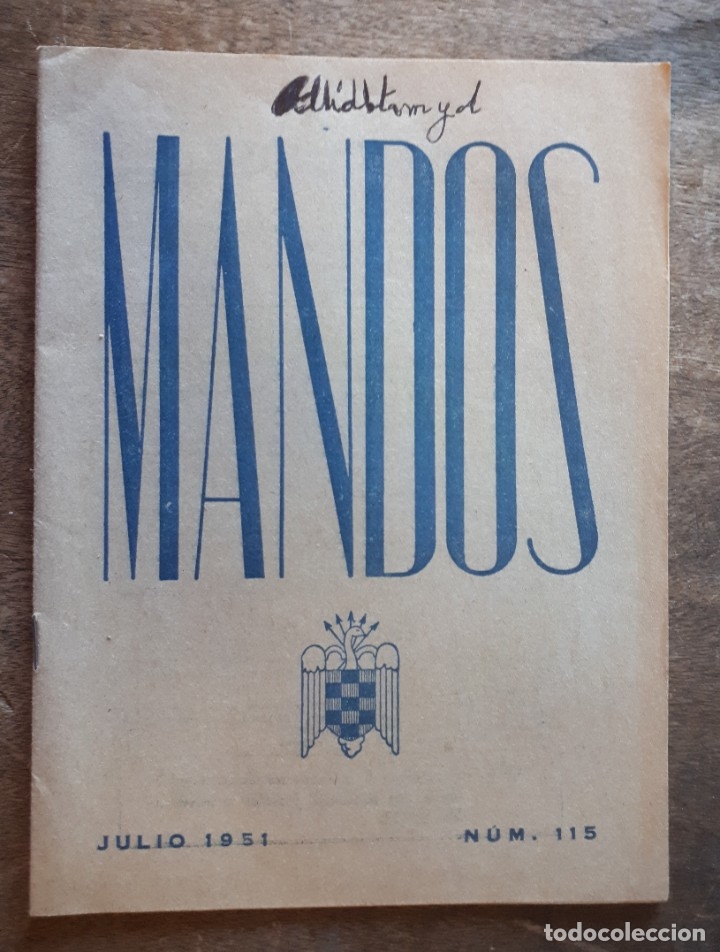 MANDOS
JULIO 1951 NÚM. 115
todocoleccion